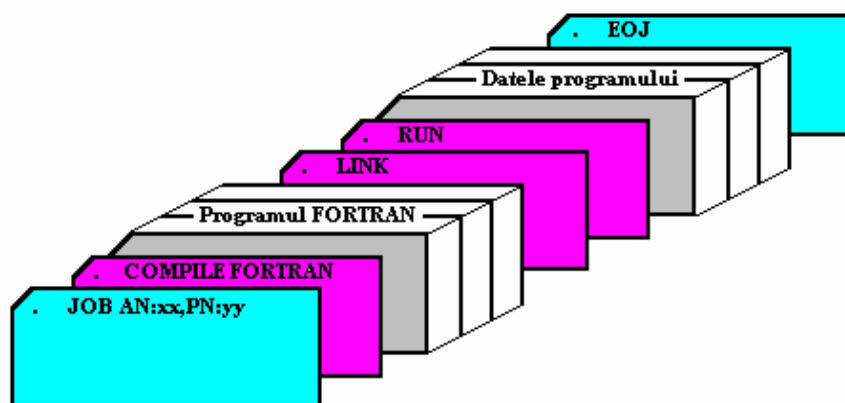 . EOJ
Datele programului
. RUN
. LINK
Programul FORTRAN
. COMPILE FORTRAN
. JOB AN:xx,PN:yy